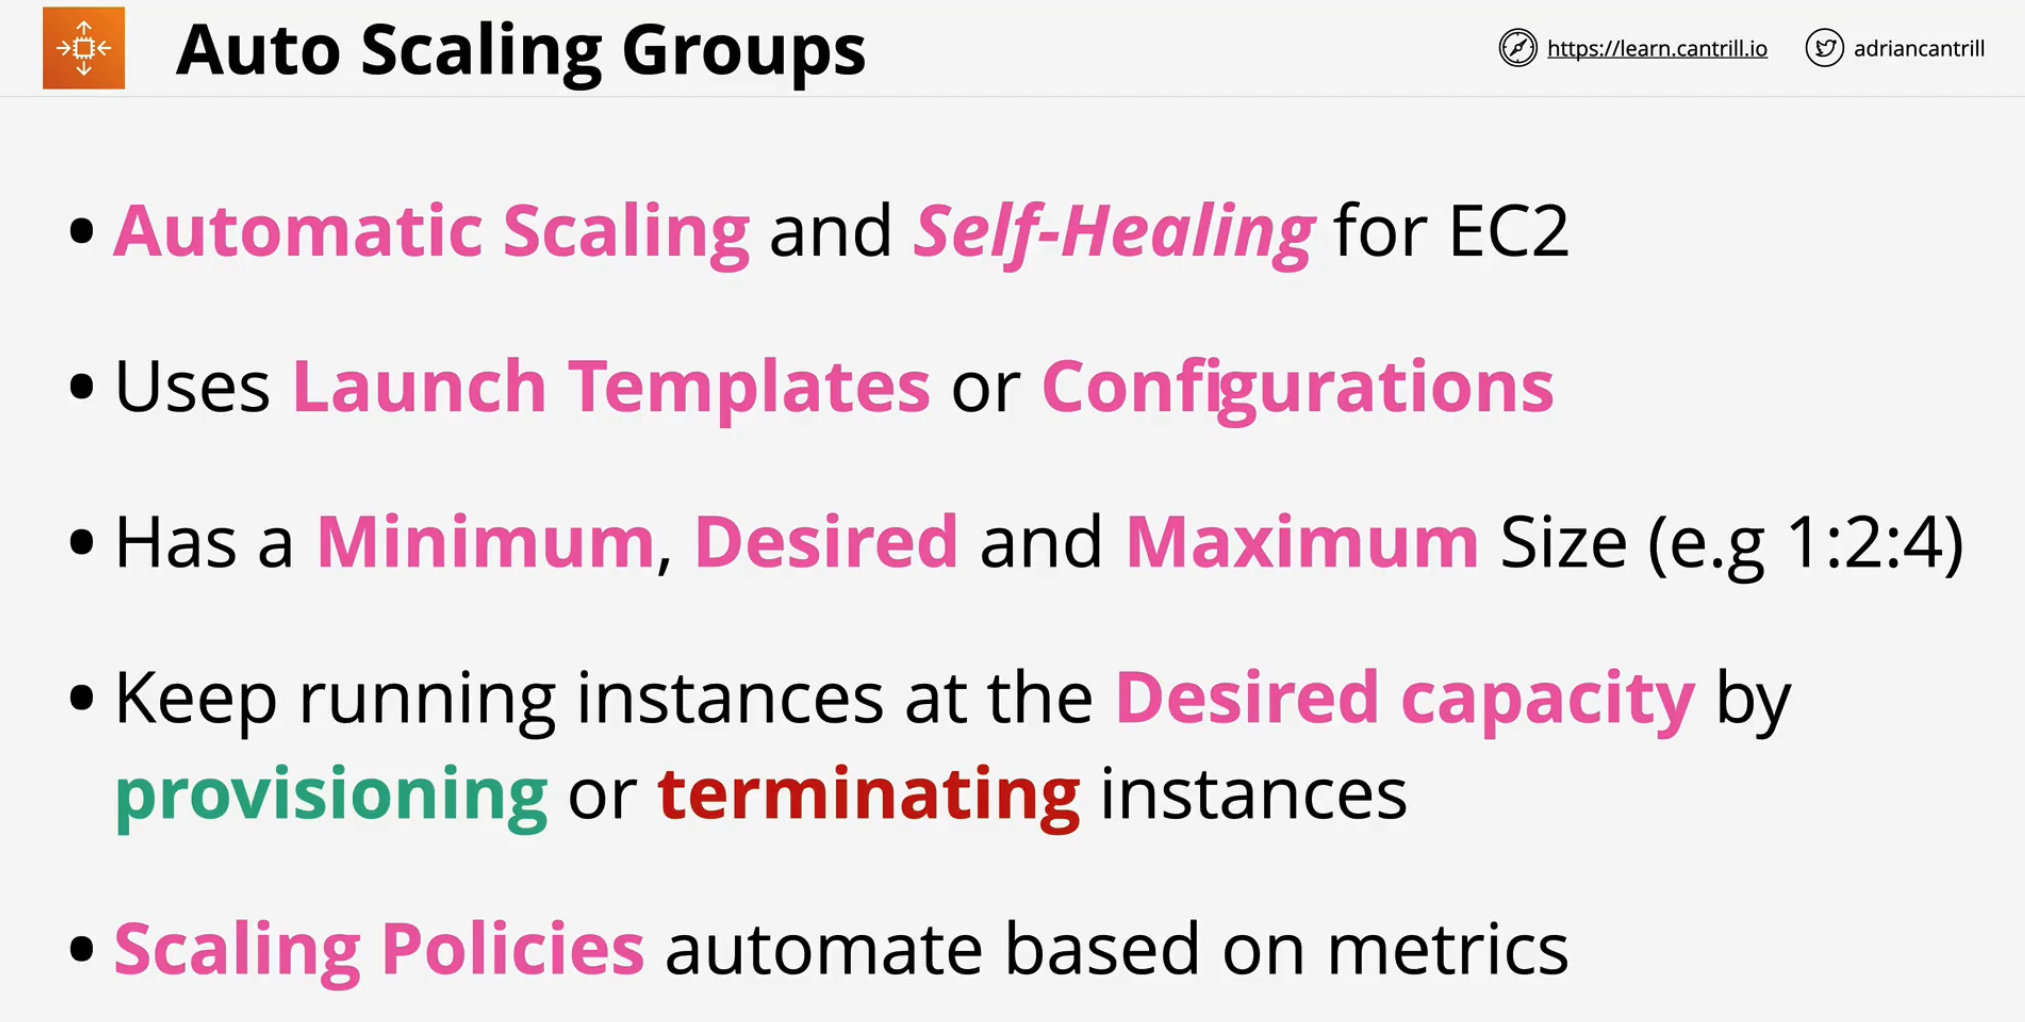 Auto Scaling Groups
https://learn.cantrill.io
adriancantrill
• Automatic Scaling and Self-Healing for EC2
• Uses Launch Templates or Configurations
• Has a Minimum, Desired and Maximum Size (e.g 1:2:4)
• Keep running instances at the Desired capacity by
provisioning or terminating instances
• Scaling Policies automate based on metrics